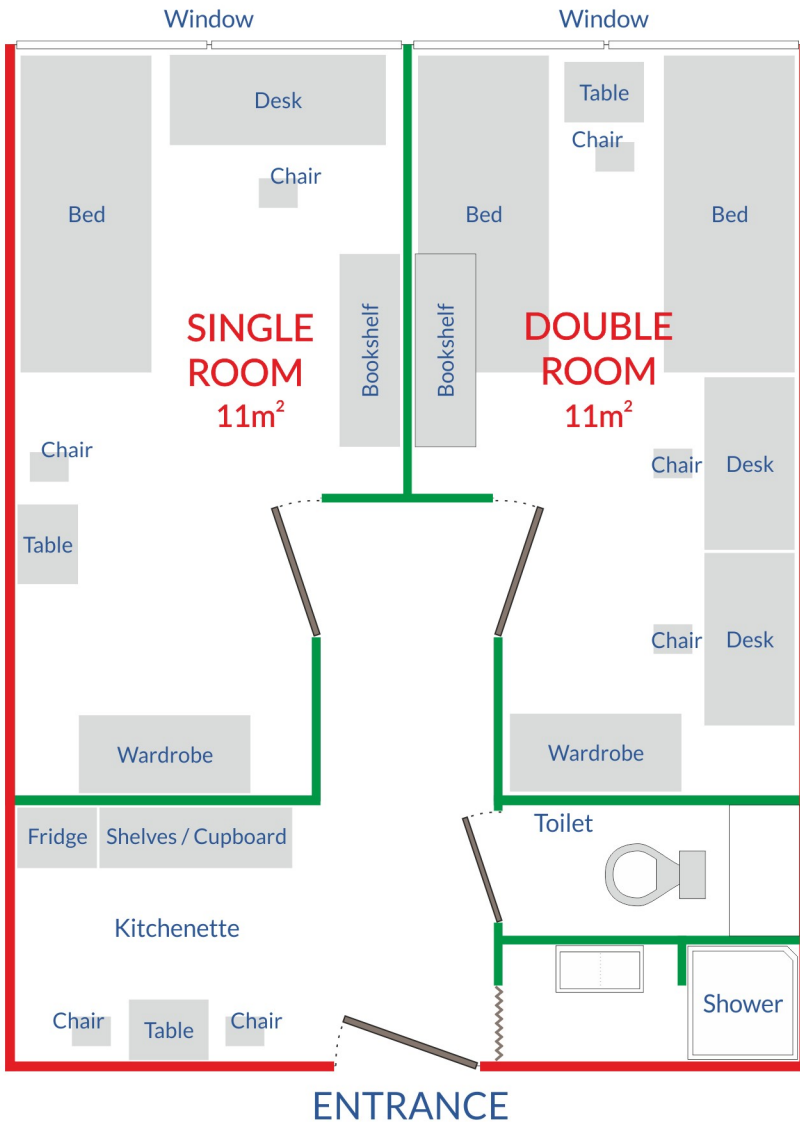 Window
Window
Desk
Table
Chair
Chair
Bed
Bed
Bed
Bookshelf
Bookshelf
SINGLE
ROOM
11m²
DOUBLE
ROOM
11m²
Chair
Chair
Desk
Table
Chair
Desk
Wardrobe
Wardrobe
Fridge
Shelves / Cupboard
Toilet
Kitchenette
Shower
Chair
Table
Chair
ENTRANCE